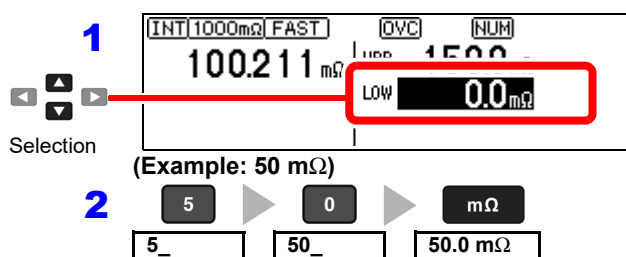 1
INT 1000mΩ FAST OVC NUM
100.211 mΩ
LOW 0.0mΩ
Selection
(Example: 50 mΩ)
2
5 0 mΩ
5_ 50_ 50.0 mΩ